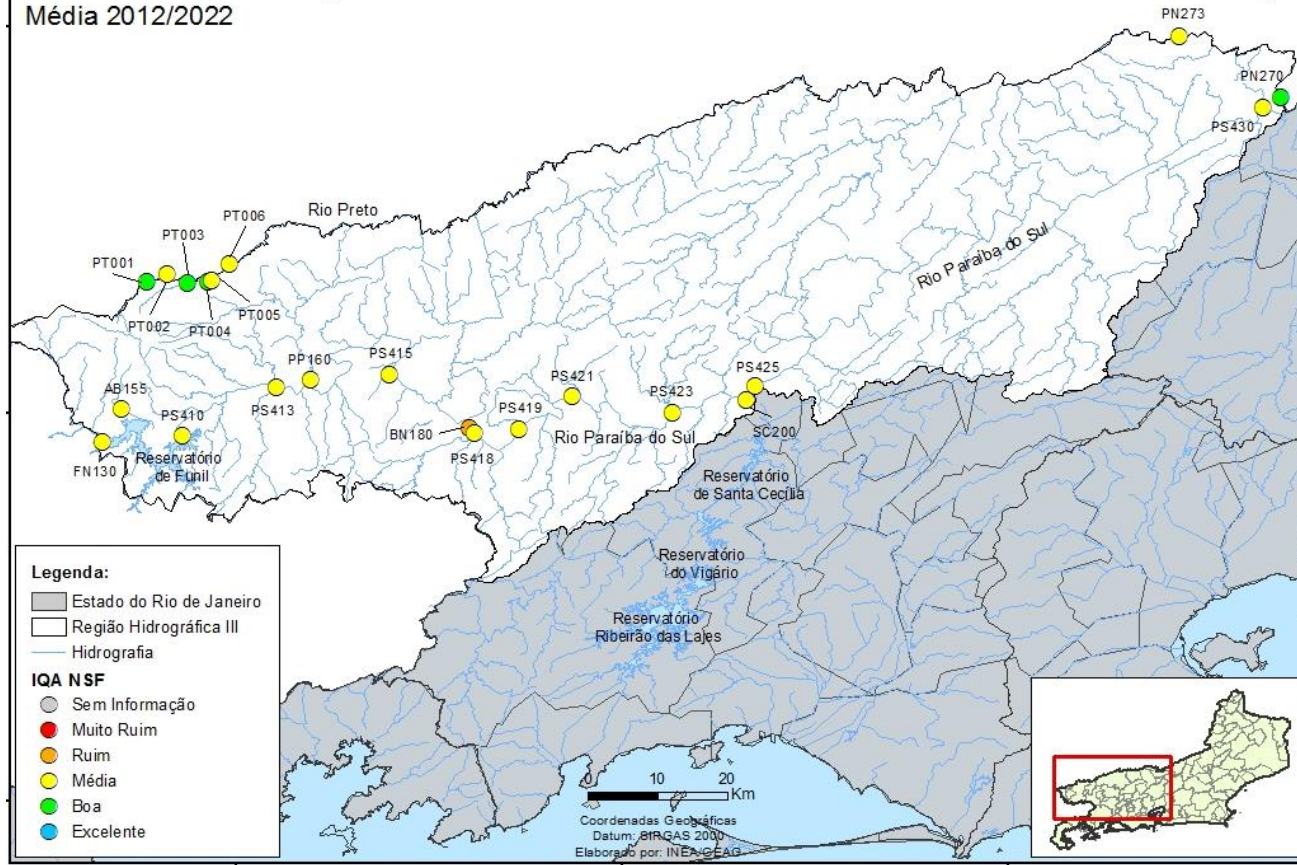 Média 2012/2022
PN273
PN270
PS430
Rio Preto
PT006
PT003
PT001
PT002
PT004
PT005
Rio Paraíba do Sul
AB155
PS410
PS413
PP160
PS415
PS421
PS423
PS425
BN180
PS419
PS418
Rio Paraíba do Sul
SC200
FN130
Reservatório
de Funil
Reservatório
de Santa Cecília
Reservatório
do Vigário
Reservatório
Ribeirão das Lajes
Legenda:
Estado do Rio de Janeiro
Região Hidrográfica III
Hidrografia
IQA NSF
Sem Informação
Muito Ruim
Ruim
Média
Boa
Excelente
0 10 20
Km
Coordenadas Geográficas
Datum: SIRGAS 2000
Elaborado por: INEA/GEAG